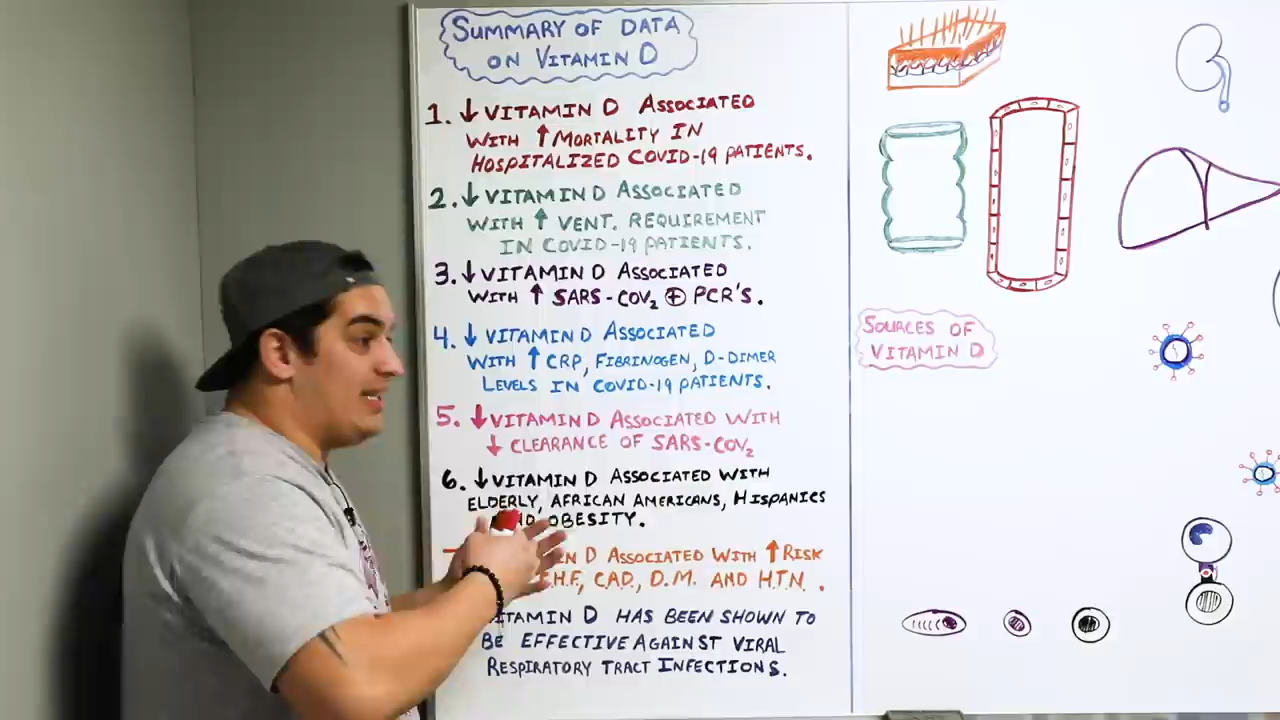 SUMMARY OF DATA
ON VITAMIN D
1. ↓ VITAMIN D ASSOCIATED
WITH ↑ MORTALITY IN
HOSPITALIZED COVID-19 PATIENTS.
2. ↓ VITAMIN D ASSOCIATED
WITH ↑ VENT. REQUIREMENT
IN COVID-19 PATIENTS.
3. ↓ VITAMIN D ASSOCIATED
WITH ↑ SARS-COV₂ ⊕ PCR'S.
4. ↓ VITAMIN D ASSOCIATED
WITH ↑ CRP, FIBRINOGEN, D-DIMER
LEVELS IN COVID-19 PATIENTS.
5. ↓ VITAMIN D ASSOCIATED WITH
↓ CLEARANCE OF SARS-COV₂
6. ↓ VITAMIN D ASSOCIATED WITH
ELDERLY, AFRICAN AMERICANS, HISPANICS
OBESITY.
D ASSOCIATED WITH ↑ RISK
C.A.D., D.M. AND H.T.N.
D HAS BEEN SHOWN TO
BE EFFECTIVE AGAINST VIRAL
RESPIRATORY TRACT INFECTIONS.
SOURCES OF
VITAMIN D